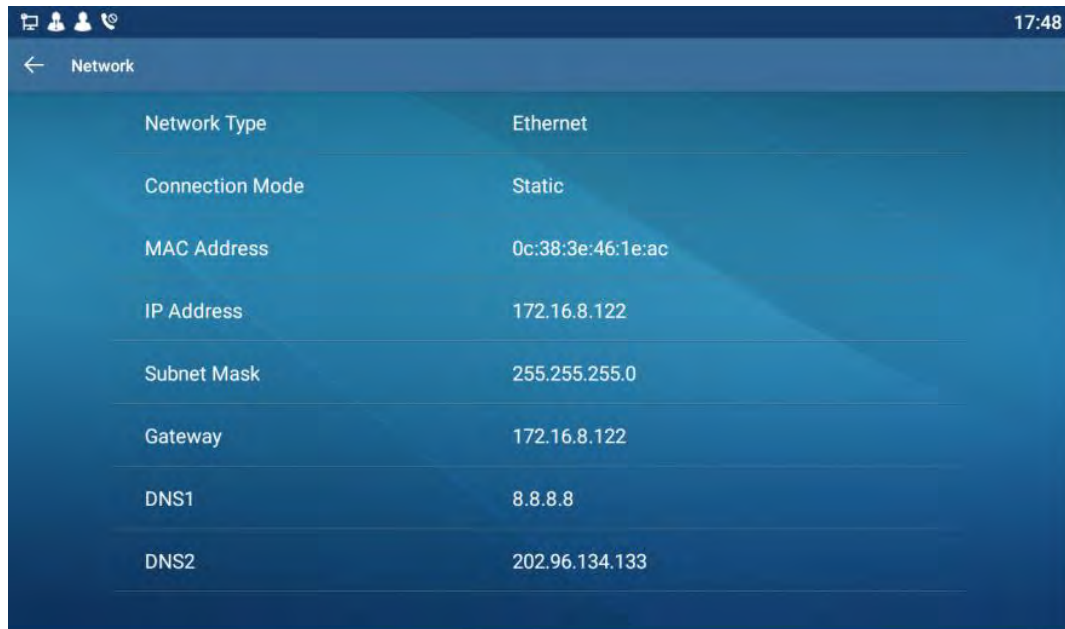 17:48
Network
Network Type Ethernet
Connection Mode Static
MAC Address 0c:38:3e:46:1e:ac
IP Address 172.16.8.122
Subnet Mask 255.255.255.0
Gateway 172.16.8.122
DNS1 8.8.8.8
DNS2 202.96.134.133